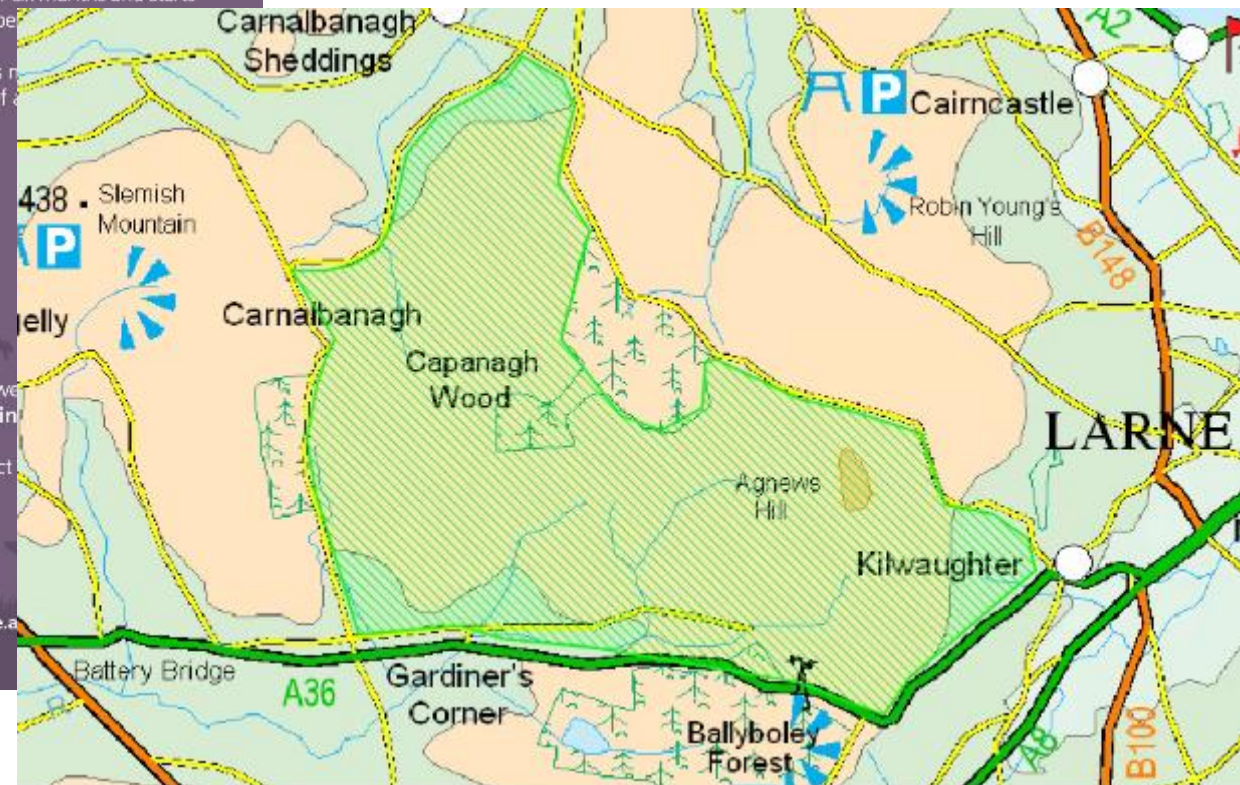 Carnalbanagh
Sheddings
A2
P
Cairncastle
438
Slemish
Mountain
P
Robin Young's
Hill
B148
Carnalbanagh
Capanagh
Wood
LARNE
Agnews
Hill
Kilwaughter
Battery Bridge
A36
Gardiner's
Corner
Ballyboley
Forest
A8
B100